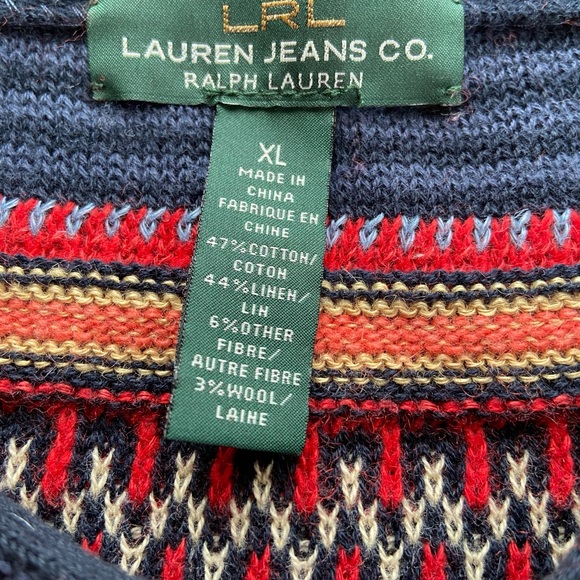 LRL
LAUREN JEANS CO.
RALPH LAUREN
XL
MADE IN
CHINA
FABRIQUE EN
CHINE
47%COTTON/
COTON
44%LINEN/
LIN
6%OTHER
FIBRE/
AUTRE FIBRE
3%WOOL/
LAINE